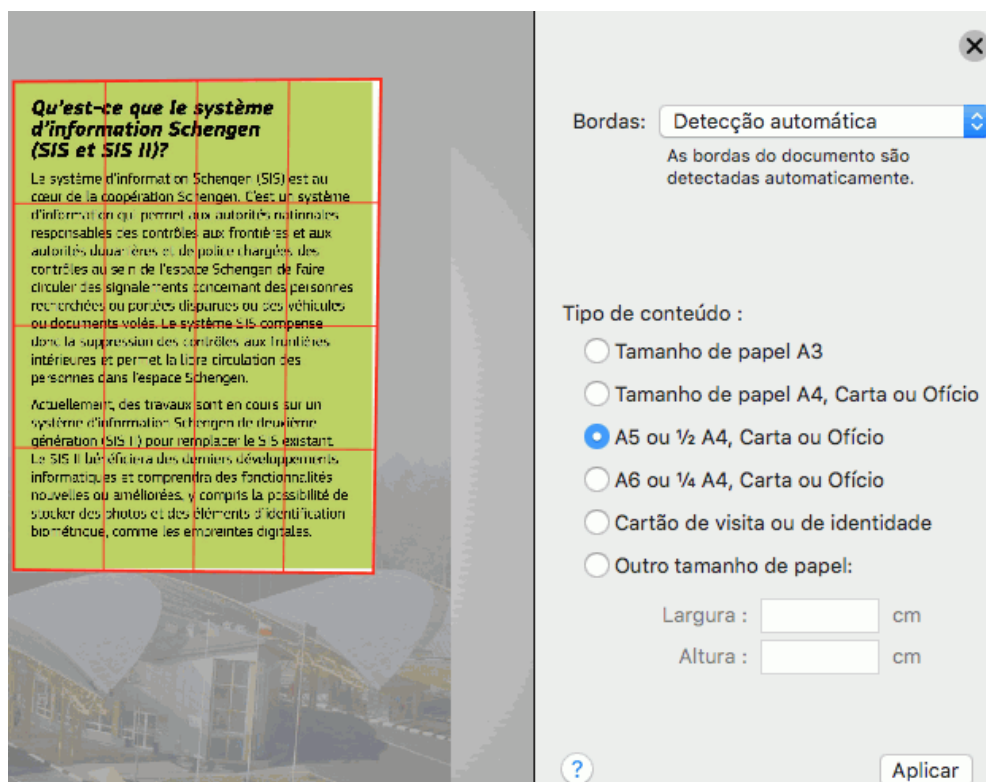 Qu'est-ce que le système
d'information Schengen
(SIS et SIS II)?
Le système d'information Schengen (SIS) est au
cœur de la coopération Schengen. C'est un système
d'information qui permet aux autorités nationales
responsables des contrôles aux frontières et aux
autorités douanières et de police chargées des
contrôles au sein de l'espace Schengen de faire
circuler des signalements concernant des personnes
recherchées ou portées disparues ou des véhicules
ou documents volés. Le système SIS compense
donc la suppression des contrôles aux frontières
intérieures et permet la libre circulation des
personnes dans l'espace Schengen.
Actuellement, des travaux sont en cours sur un
système d'information Schengen de deuxième
génération (SIS II) pour remplacer le SIS existant.
Le SIS II bénéficiera des derniers développements
informatiques et comprendra des fonctionnalités
nouvelles ou améliorées, y compris la possibilité de
stocker des photos et des éléments d'identification
biométrique, comme les empreintes digitales.
Bordas: Detecção automática
As bordas do documento são
detectadas automaticamente.
Tipo de conteúdo :
Tamanho de papel A3
Tamanho de papel A4, Carta ou Ofício
A5 ou ½ A4, Carta ou Ofício
A6 ou ¼ A4, Carta ou Ofício
Cartão de visita ou de identidade
Outro tamanho de papel:
Largura : cm
Altura : cm
? Aplicar